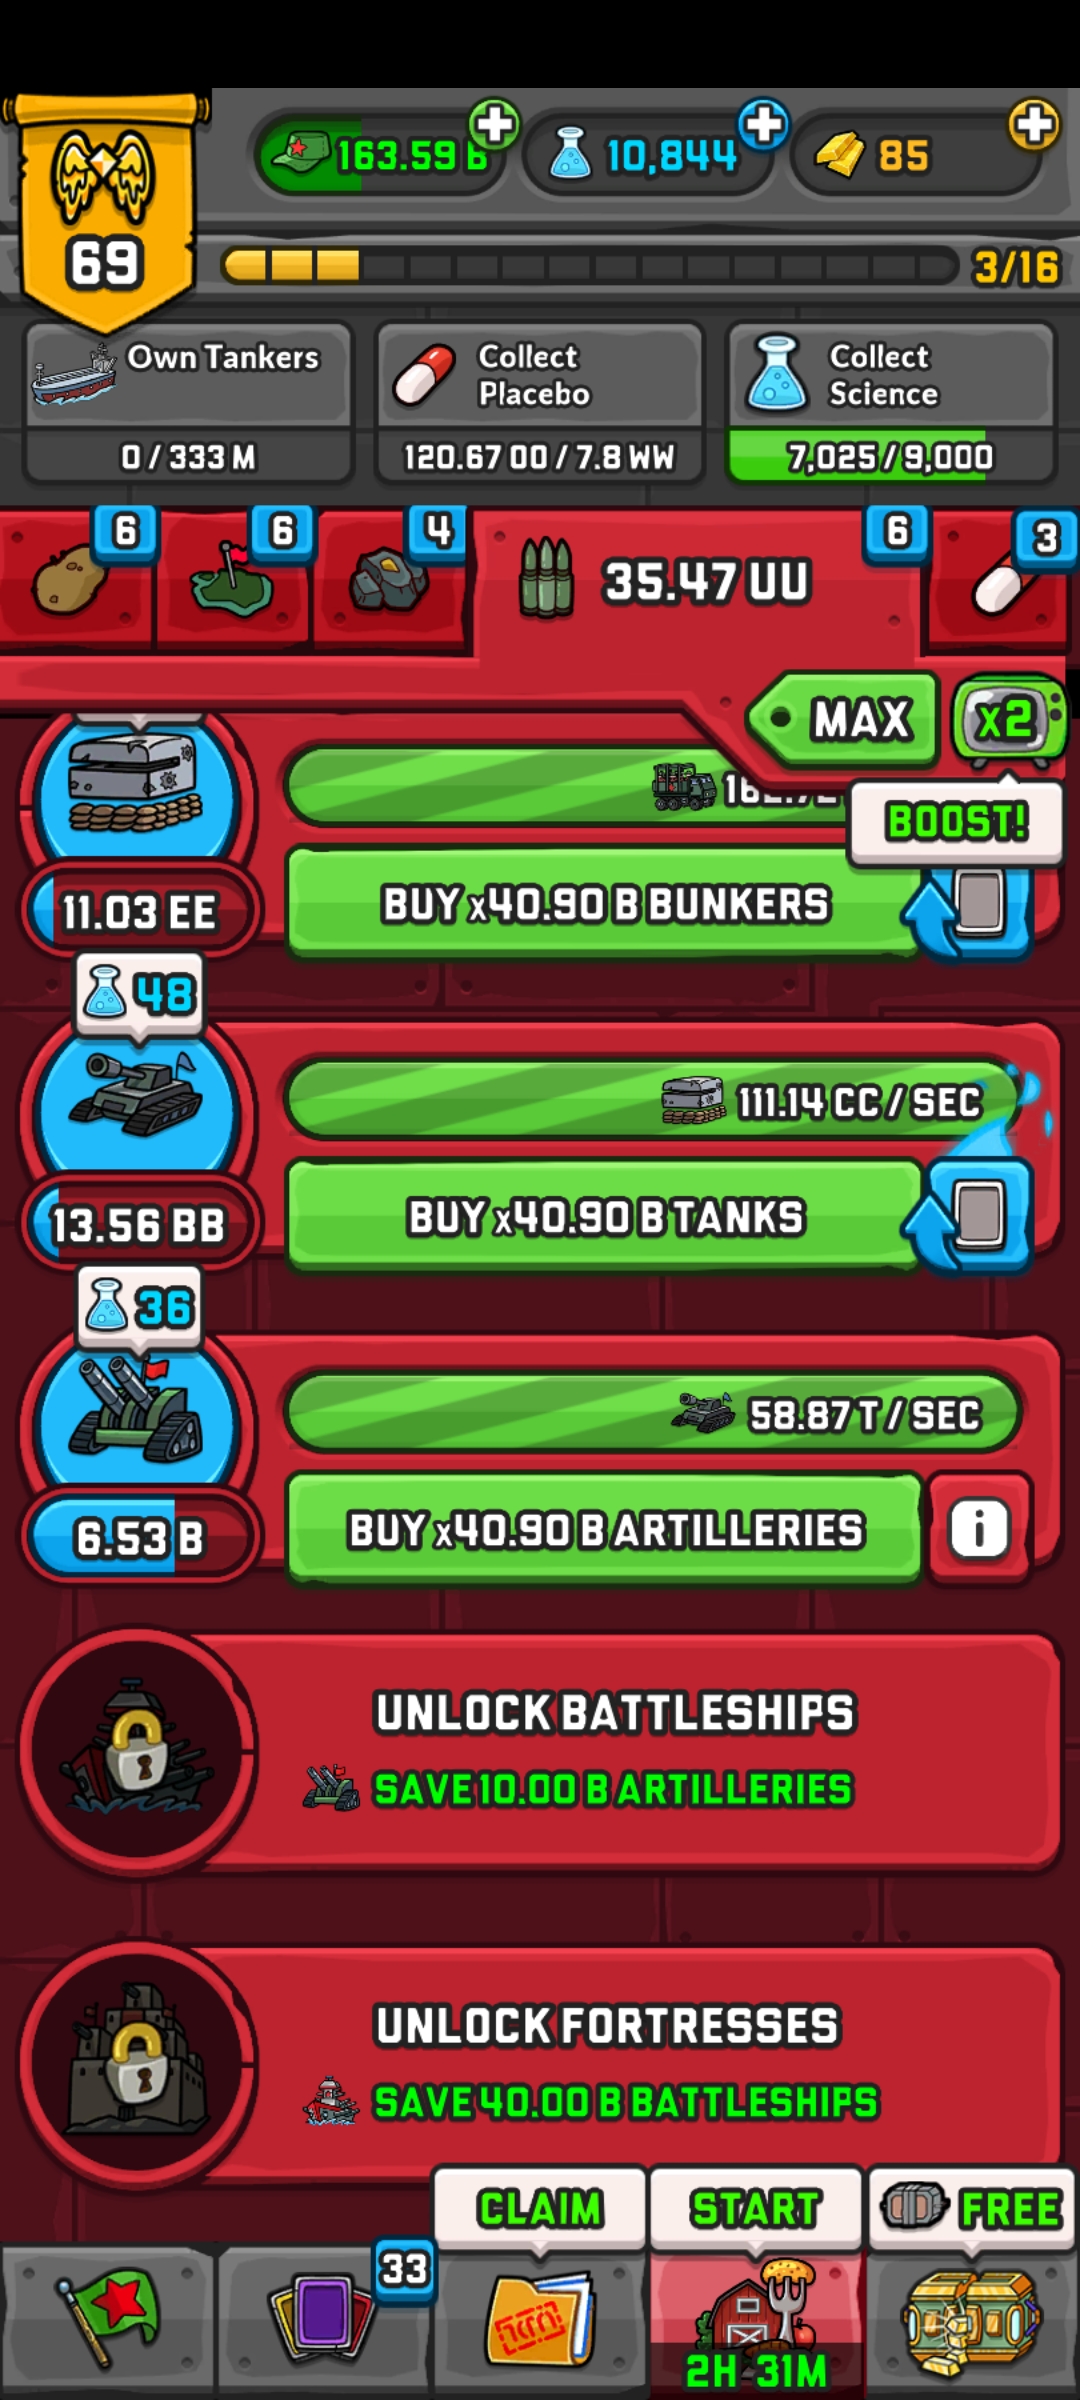 163.59 B
10,844
85
69
3/16
Own Tankers
0 / 333 M
Collect
Placebo
120.67 OO / 7.8 WW
Collect
Science
7,025 / 9,000
6
6
4
35.47 UU
6
3
MAX
x2
BOOST!
BUY x40.90 B BUNKERS
11.03 EE
48
111.14 CC / SEC
BUY x40.90 B TANKS
13.56 BB
36
58.87 T / SEC
BUY x40.90 B ARTILLERIES
i
6.53 B
UNLOCK BATTLESHIPS
SAVE 10.00 B ARTILLERIES
UNLOCK FORTRESSES
SAVE 40.00 B BATTLESHIPS
CLAIM
START
FREE
33
2H 31M